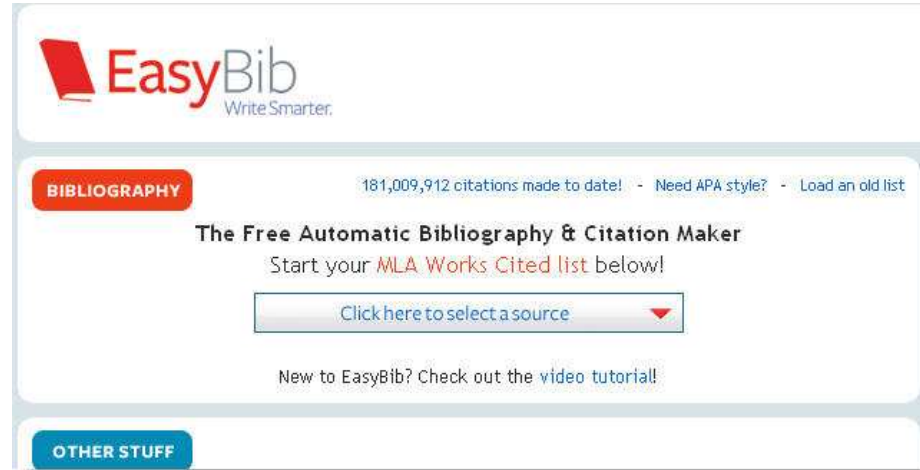 EasyBib
Write Smarter.
BIBLIOGRAPHY
181,009,912 citations made to date! - Need APA style? - Load an old list
The Free Automatic Bibliography & Citation Maker
Start your MLA Works Cited list below!
Click here to select a source
New to EasyBib? Check out the video tutorial!
OTHER STUFF